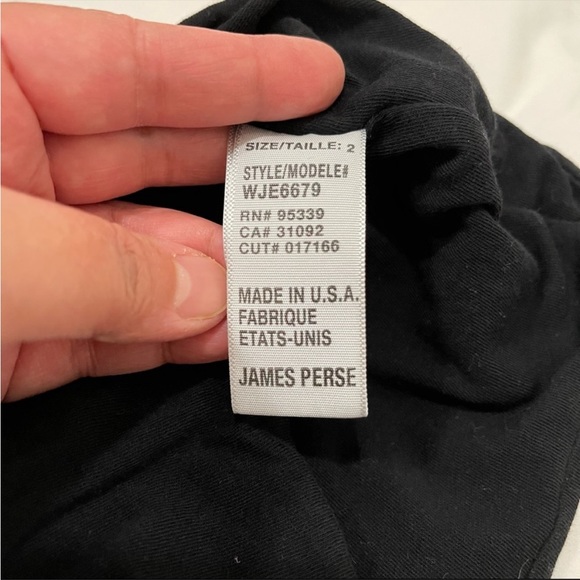 SIZE/TAILLE: 2
STYLE/MODELE#
WJE6679
RN# 95339
CA# 31092
CUT# 017166
MADE IN U.S.A.
FABRIQUE
ETATS-UNIS
JAMES PERSE